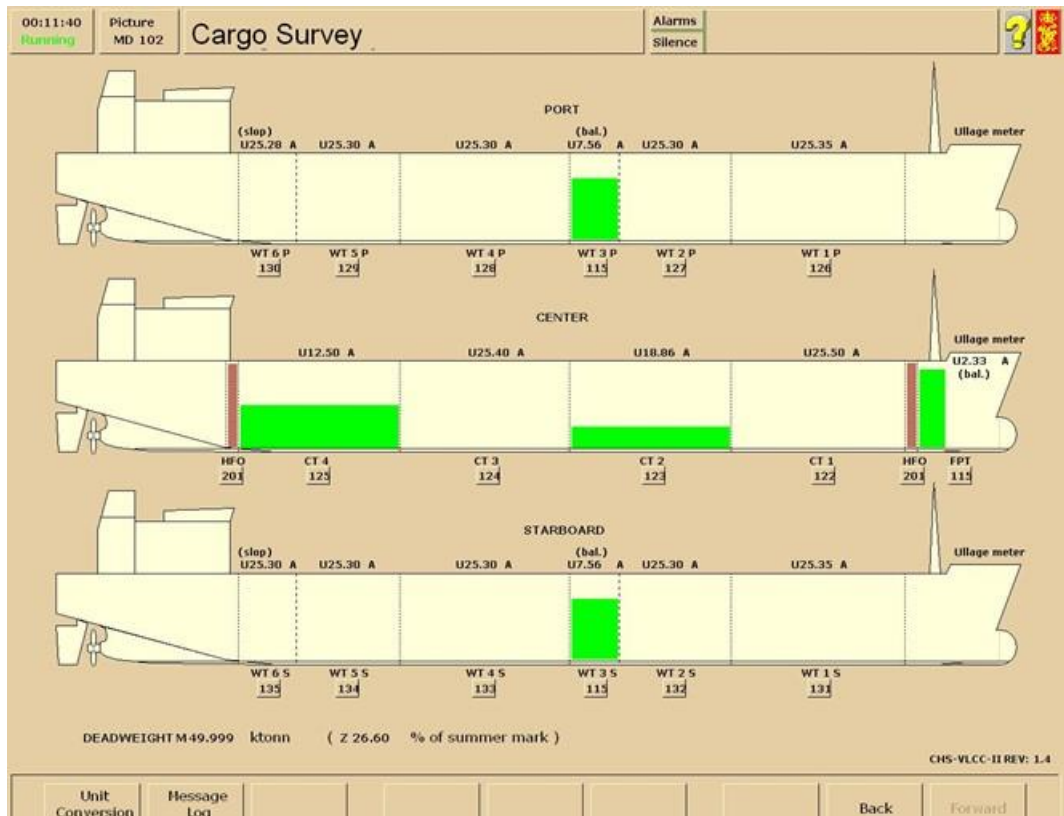 00:11:40
Running
Picture
MD 102
Cargo Survey
Alarms
Silence
?
PORT
(slop) (bal.)
U25.28 A U25.30 A U25.30 A U7.56 A U25.30 A U25.35 A Ullage meter
WT 6 P WT 5 P WT 4 P WT 3 P WT 2 P WT 1 P
130 129 128 115 127 126
CENTER
Ullage meter
U12.50 A U25.40 A U18.86 A U25.50 A U2.33 A
(bal.)
HFO CT 4 CT 3 CT 2 CT 1 HFO FPT
201 125 124 123 122 201 115
STARBOARD
(slop) (bal.) Ullage meter
U25.30 A U25.30 A U25.30 A U7.56 A U25.30 A U25.35 A
WT 6 S WT 5 S WT 4 S WT 3 S WT 2 S WT 1 S
135 134 133 115 132 131
DEADWEIGHT M 49.999 ktonn ( Z 26.60 % of summer mark )
CHS-VLCC-II REV: 1.4
Unit
Conversion
Message
Log
Back
Forward